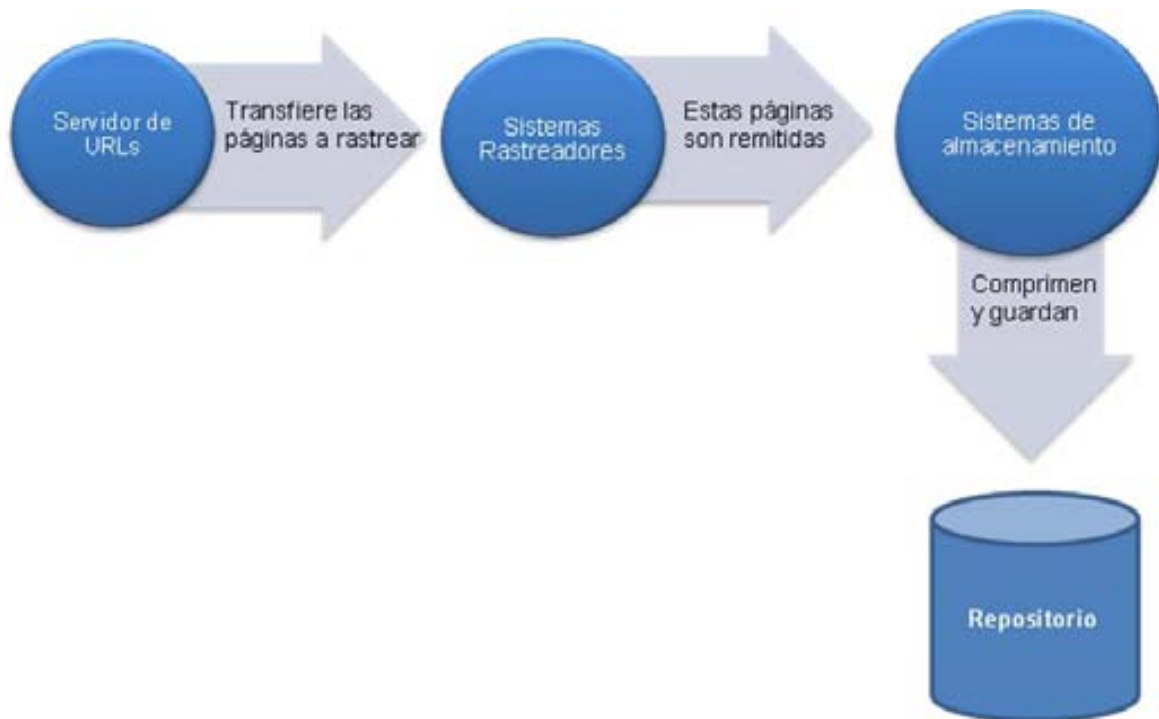 Servidor de
URLs
Transfiere las
páginas a rastrear
Sistemas
Rastreadores
Estas páginas
son remitidas
Sistemas de
almacenamiento
Comprimen
y guardan
Repositorio